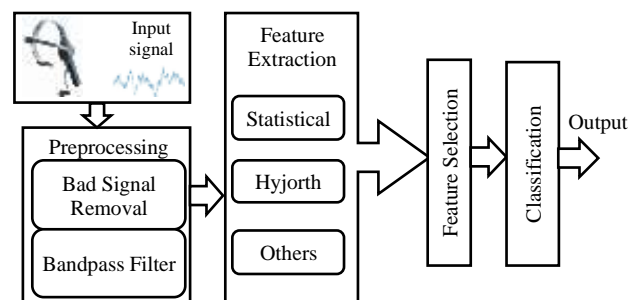 Input
signal
Preprocessing
Bad Signal
Removal
Bandpass Filter
Feature
Extraction
Statistical
Hyjorth
Others
Feature Selection
Classification
Output